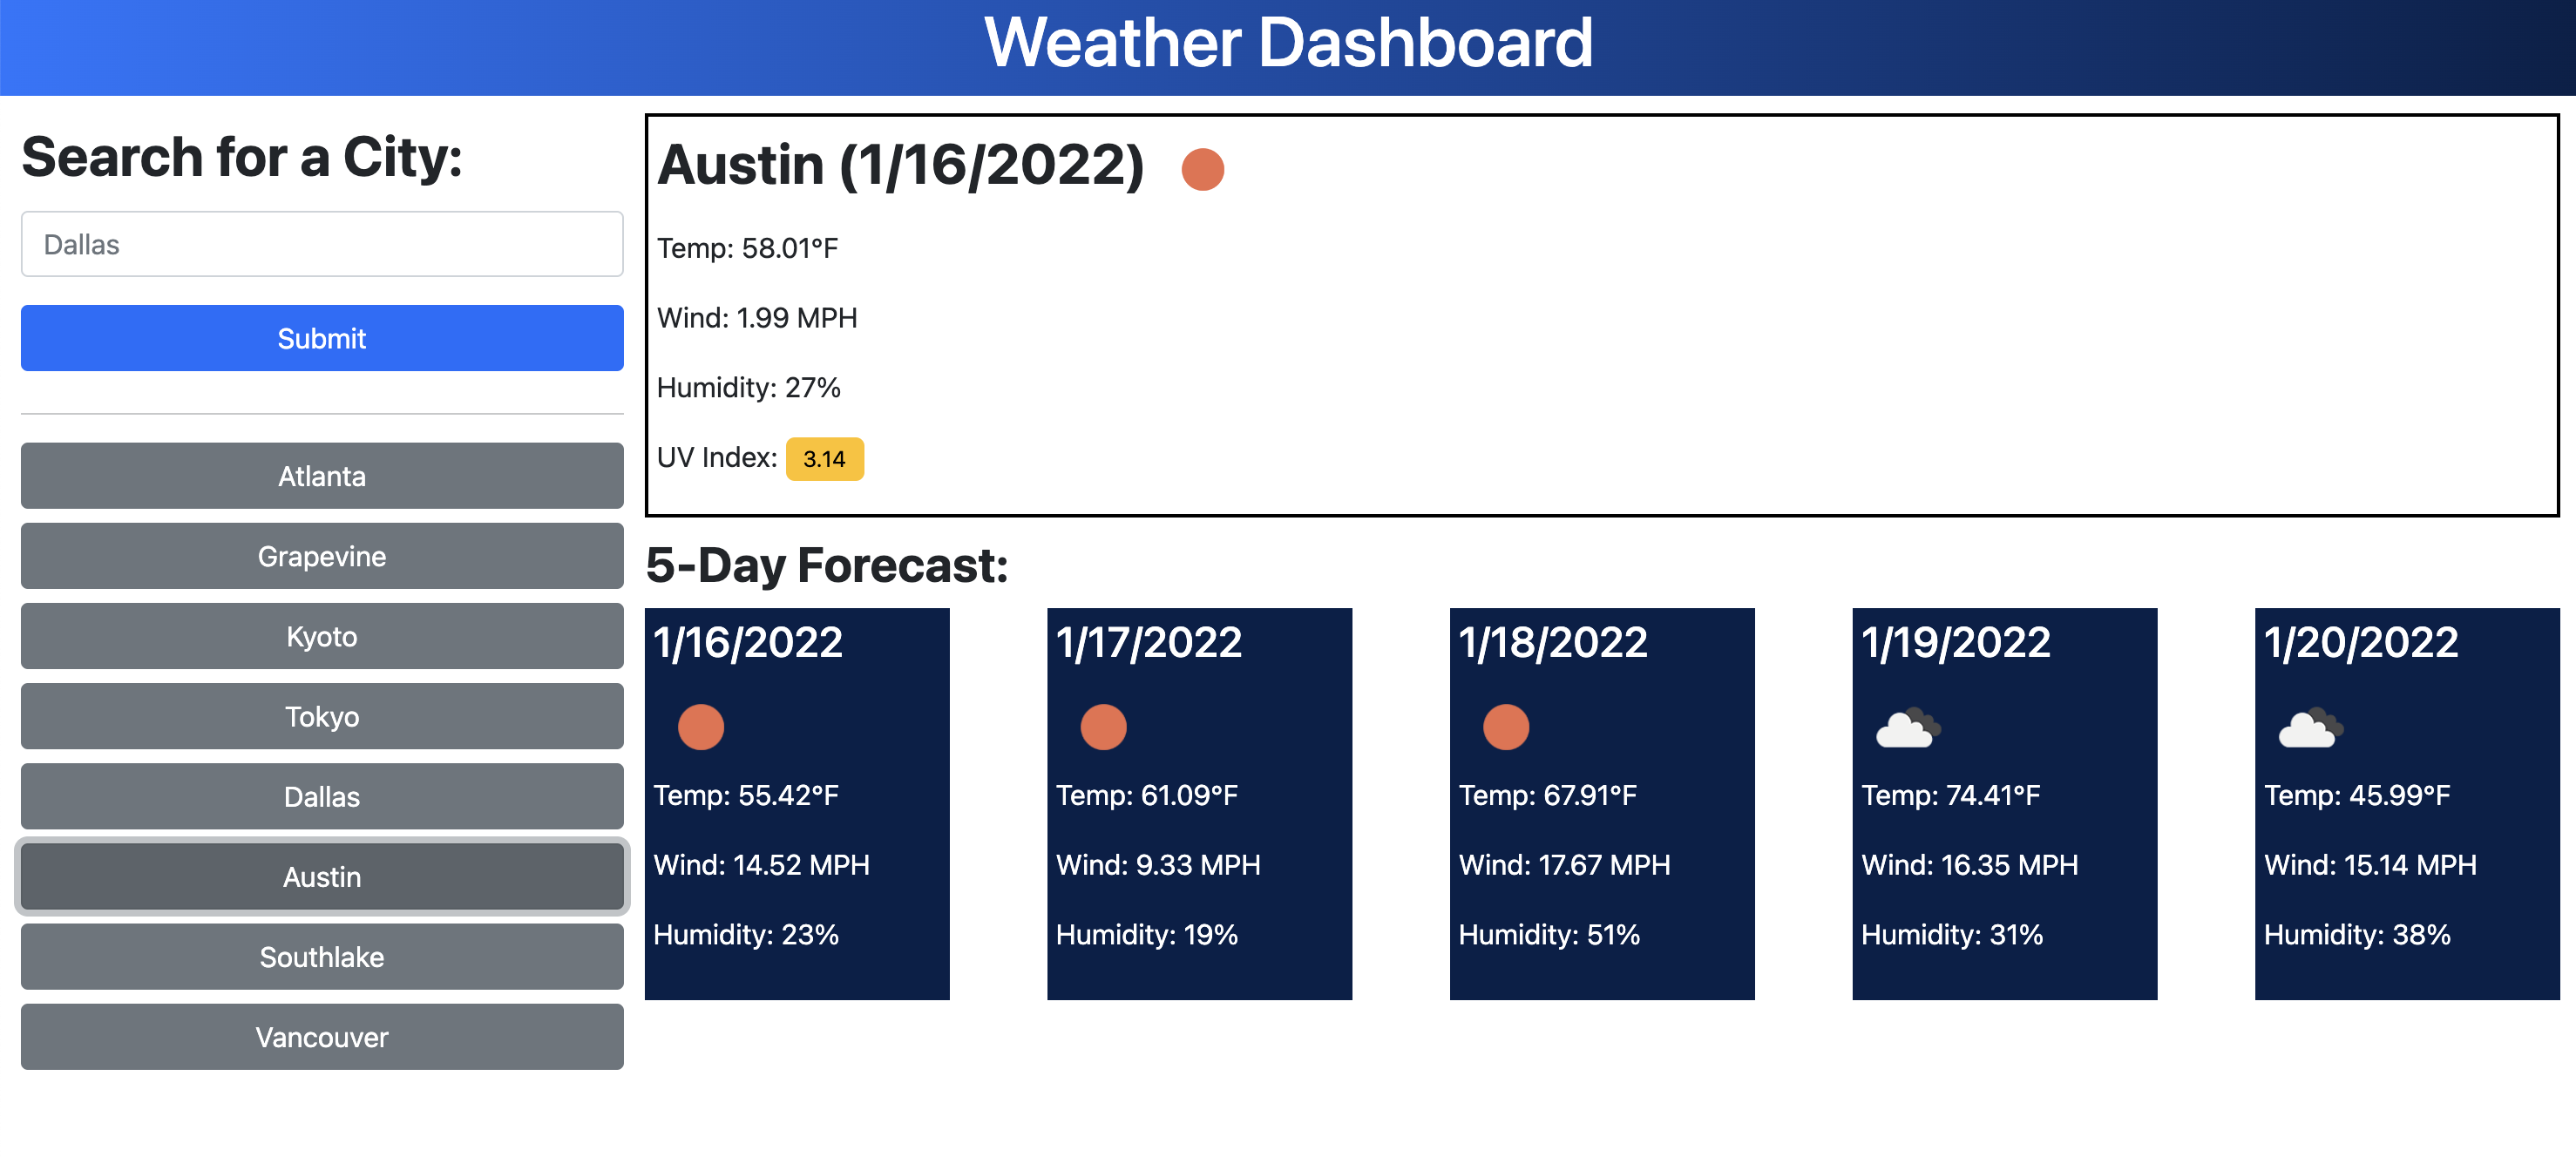 Weather Dashboard
Search for a City:
Dallas
Submit
Atlanta
Grapevine
Kyoto
Tokyo
Dallas
Austin
Southlake
Vancouver
Austin (1/16/2022)
Temp: 58.01°F
Wind: 1.99 MPH
Humidity: 27%
UV Index: 3.14
5-Day Forecast:
1/16/2022
Temp: 55.42°F
Wind: 14.52 MPH
Humidity: 23%
1/17/2022
Temp: 61.09°F
Wind: 9.33 MPH
Humidity: 19%
1/18/2022
Temp: 67.91°F
Wind: 17.67 MPH
Humidity: 51%
1/19/2022
Temp: 74.41°F
Wind: 16.35 MPH
Humidity: 31%
1/20/2022
Temp: 45.99°F
Wind: 15.14 MPH
Humidity: 38%